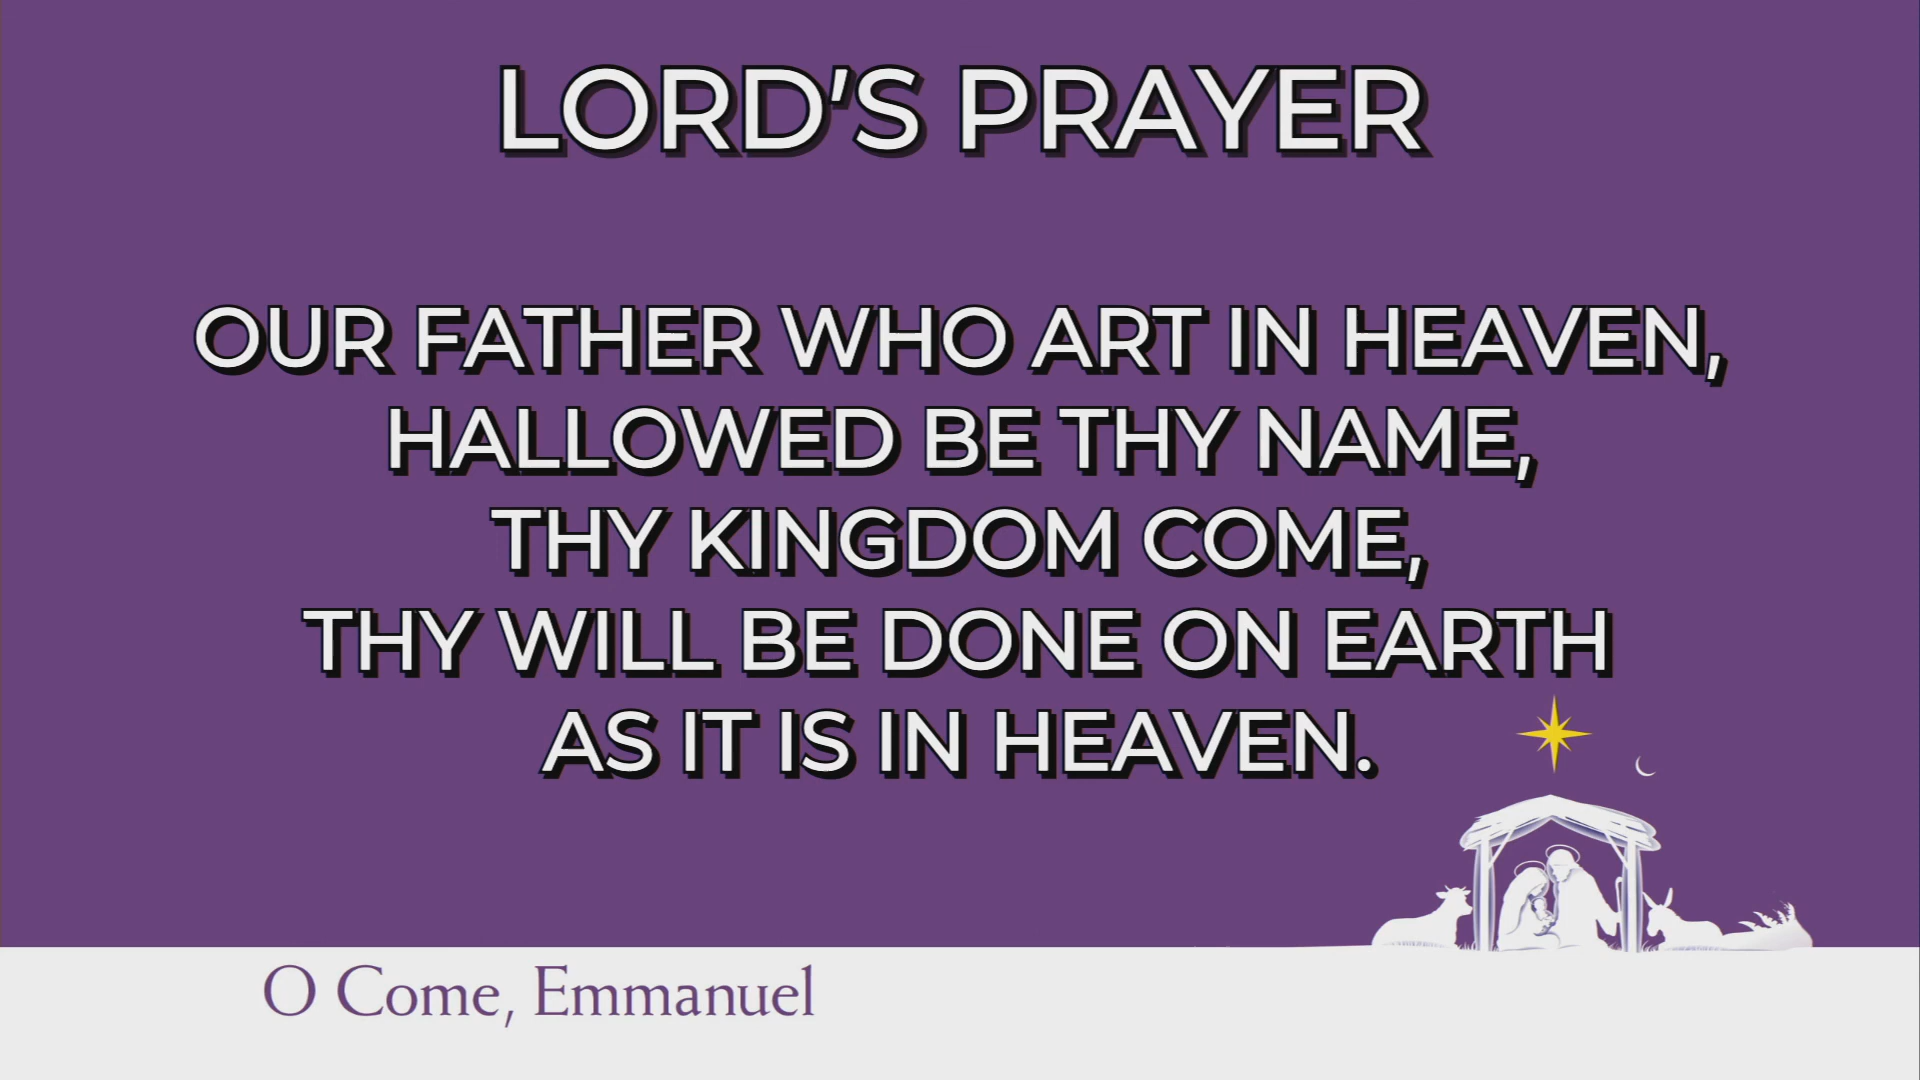 LORD'S PRAYER
OUR FATHER WHO ART IN HEAVEN,
HALLOWED BE THY NAME,
THY KINGDOM COME,
THY WILL BE DONE ON EARTH
AS IT IS IN HEAVEN.
O Come, Emmanuel